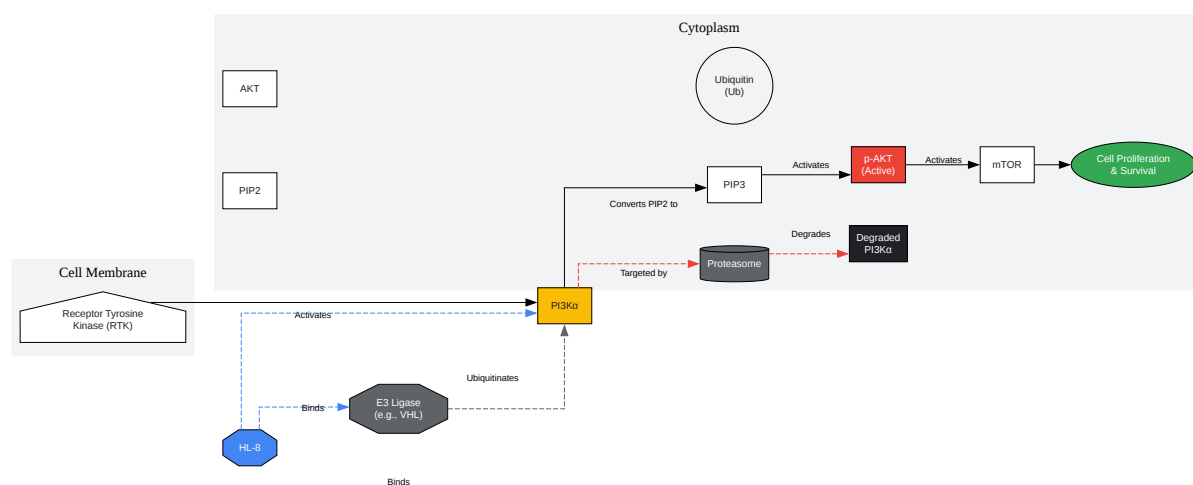 Cytoplasm
AKT
Ubiquitin
(Ub)
PIP2
PIP3
Converts PIP2 to
Activates
p-AKT
(Active)
Activates
mTOR
Cell Proliferation
& Survival
Degrades
Degraded
PI3Kα
Proteasome
Targeted by
Cell Membrane
Receptor Tyrosine
Kinase (RTK)
Activates
PI3Kα
Ubiquitinates
E3 Ligase
(e.g., VHL)
Binds
HL-8
Binds